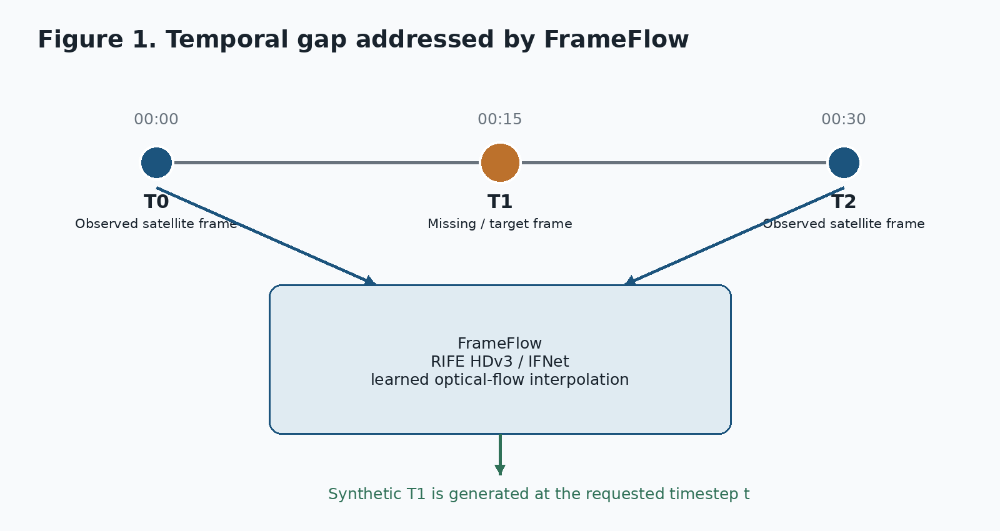 Figure 1. Temporal gap addressed by FrameFlow
00:00
00:15
00:30
T0
T1
T2
Observed satellite frame
Missing / target frame
Observed satellite frame
FrameFlow
RIFE HDv3 / IFNet
learned optical-flow interpolation
Synthetic T1 is generated at the requested timestep t